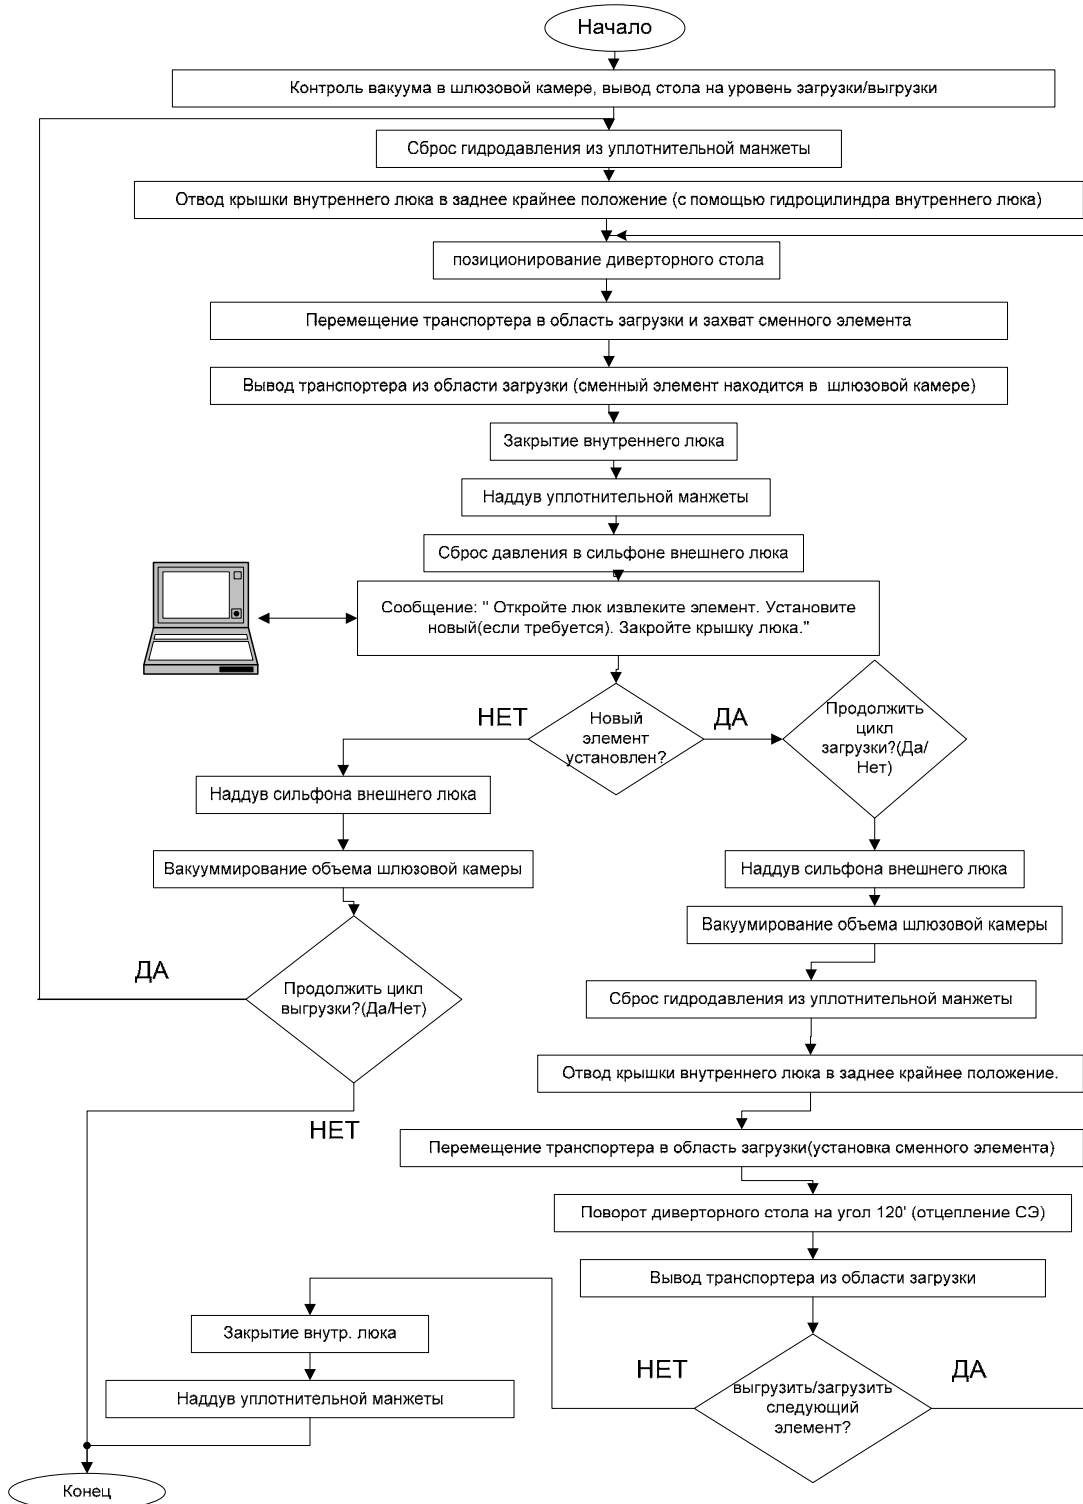 Начало
Контроль вакуума в шлюзовой камере, вывод стола на уровень загрузки/выгрузки
Сброс гидродавления из уплотнительной манжеты
Отвод крышки внутреннего люка в заднее крайнее положение (с помощью гидроцилиндра внутреннего люка)
позиционирование диверторного стола
Перемещение транспортера в область загрузки и захват сменного элемента
Вывод транспортера из области загрузки (сменный элемент находится в шлюзовой камере)
Закрытие внутреннего люка
Наддув уплотнительной манжеты
Сброс давления в сильфоне внешнего люка
Сообщение: " Откройте люк извлеките элемент. Установите
новый(если требуется). Закройте крышку люка."
НЕТ
Новый
элемент
установлен?
ДА
Продолжить
цикл
загрузки?(Да/
Нет)
Наддув сильфона внешнего люка
Вакууммирование объема шлюзовой камеры
ДА
Продолжить цикл
выгрузки?(Да/Нет)
НЕТ
Наддув сильфона внешнего люка
Вакуумирование объема шлюзовой камеры
Сброс гидродавления из уплотнительной манжеты
Отвод крышки внутреннего люка в заднее крайнее положение.
Перемещение транспортера в область загрузки(установка сменного элемента)
Поворот диверторного стола на угол 120' (отцепление СЭ)
Вывод транспортера из области загрузки
НЕТ
выгрузить/загрузить
следующий
элемент?
ДА
Закрытие внутр. люка
Наддув уплотнительной манжеты
Конец